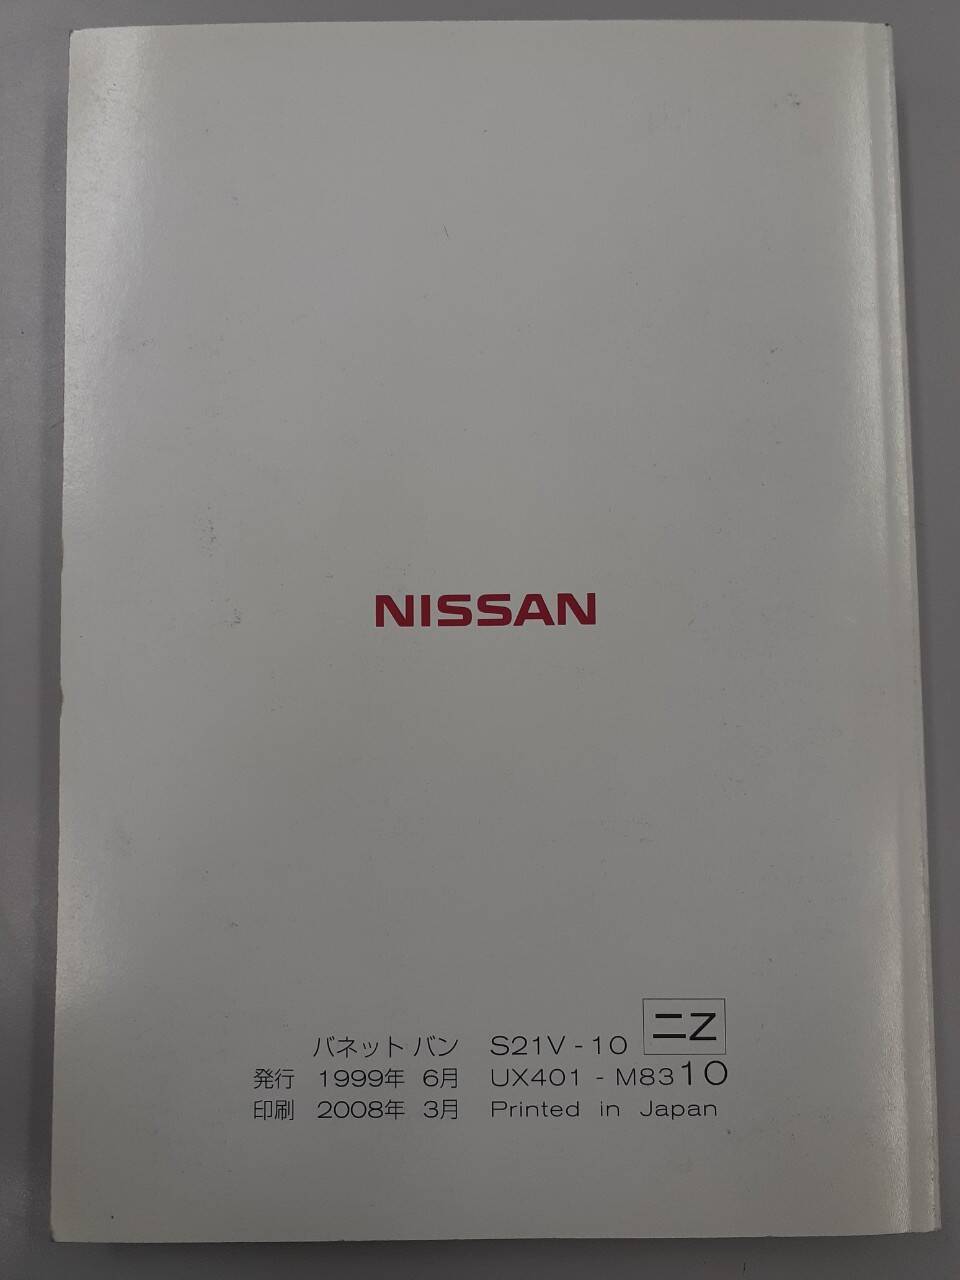 NISSAN
バネット バン S21V-10 ニZ
発行 1999年 6月 UX401-M8310
印刷 2008年 3月 Printed in Japan